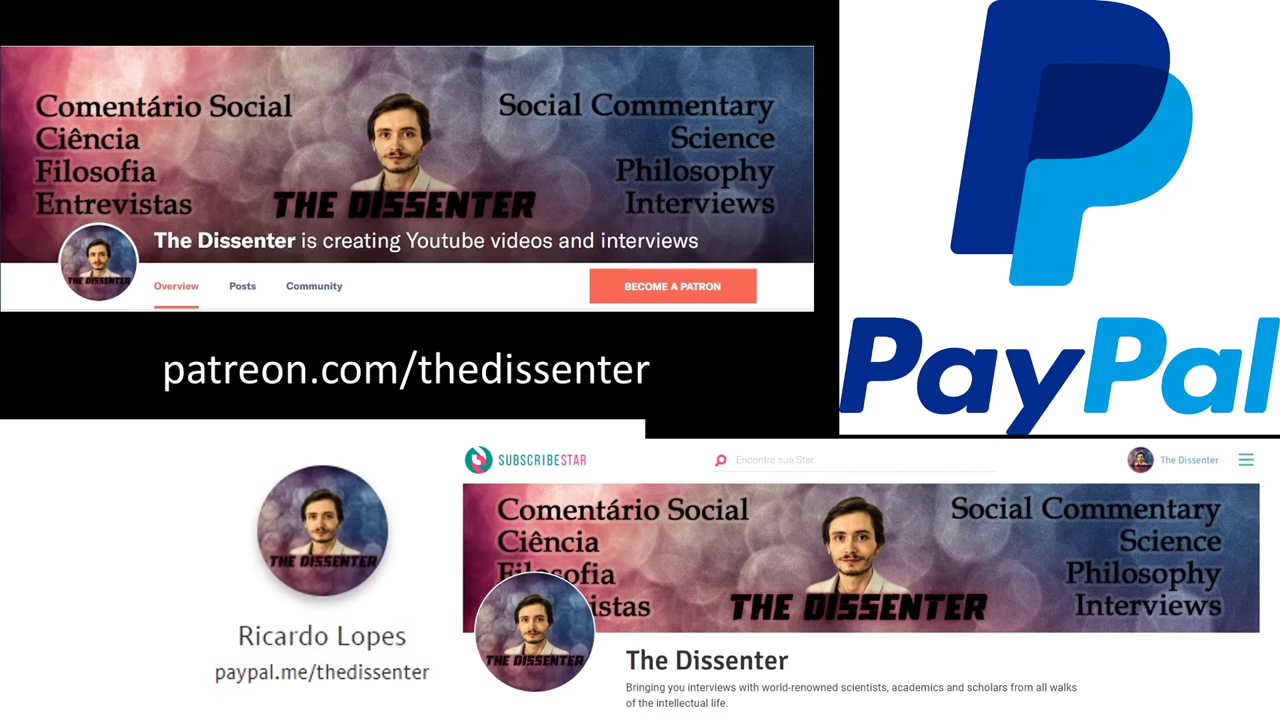 Comentário Social
Ciência
Filosofia
Entrevistas
Social Commentary
Science
Philosophy
Interviews
THE DISSENTER
The Dissenter is creating Youtube videos and interviews
THE DISSENTER
Overview Posts Community
BECOME A PATRON
patreon.com/thedissenter
PayPal
THE DISSENTER
Ricardo Lopes
paypal.me/thedissenter
SUBSCRIBESTAR
Encontre sua Star
The Dissenter
Comentário Social
Ciência
Filosofia
istas
Social Commentary
Science
Philosophy
Interviews
THE DISSENTER
THE DISSENTER
The Dissenter
Bringing you interviews with world-renowned scientists, academics and scholars from all walks
of the intellectual life.